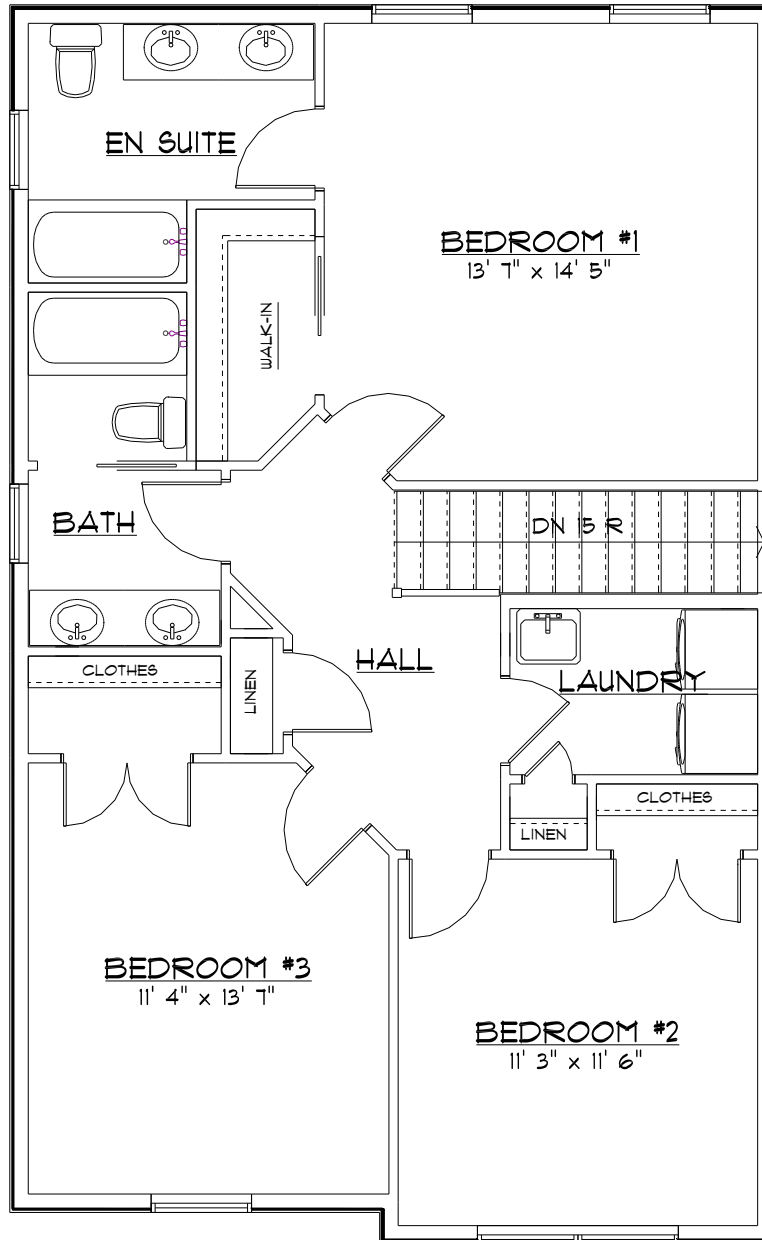 EN SUITE
BEDROOM #1
13' 7" x 14' 5"
WALK-IN
BATH
DN 15 R
HALL
LAUNDRY
CLOTHES
LINEN
CLOTHES
LINEN
BEDROOM #3
11' 4" x 13' 7"
BEDROOM #2
11' 3" x 11' 6"